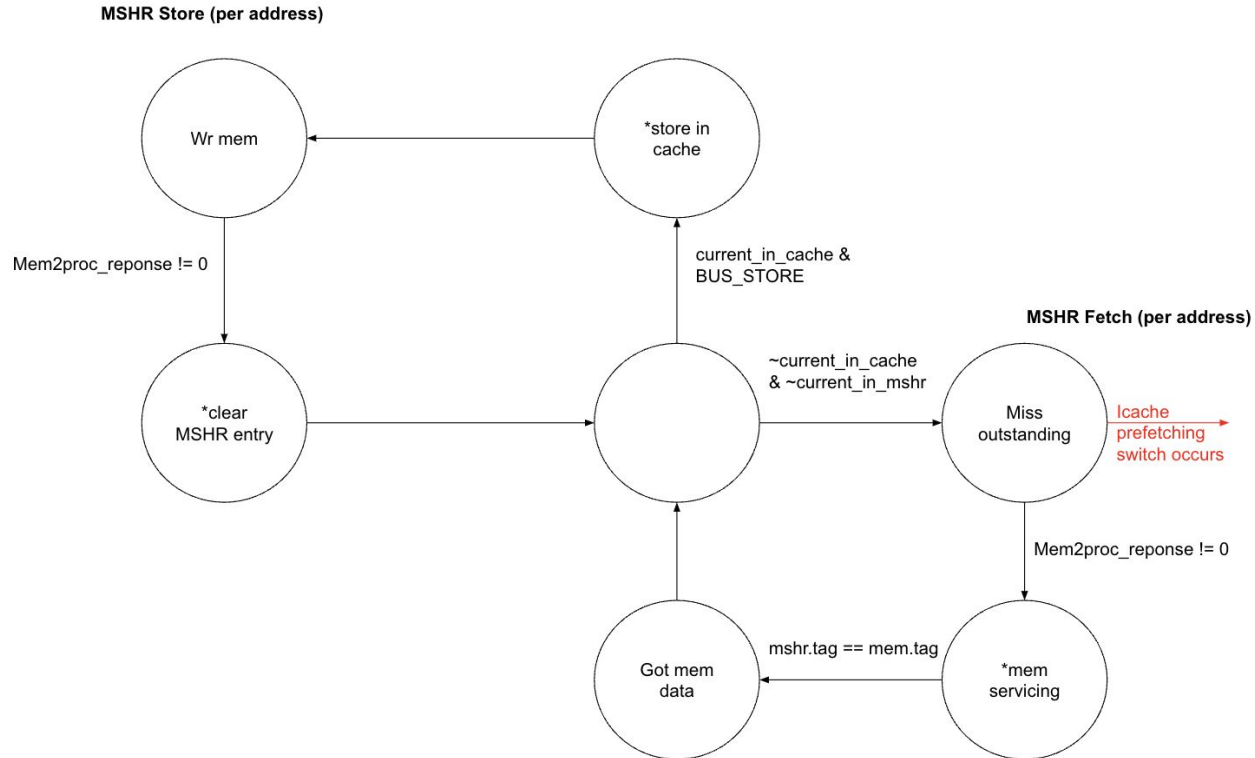 MSHR Store (per address)
Wr mem
*store in
cache
Mem2proc_reponse != 0
current_in_cache &
BUS_STORE
MSHR Fetch (per address)
*clear
MSHR entry
~current_in_cache
& ~current_in_mshr
Miss
outstanding
Icache
prefetching
switch occurs
Mem2proc_reponse != 0
Got mem
data
mshr.tag == mem.tag
*mem
servicing